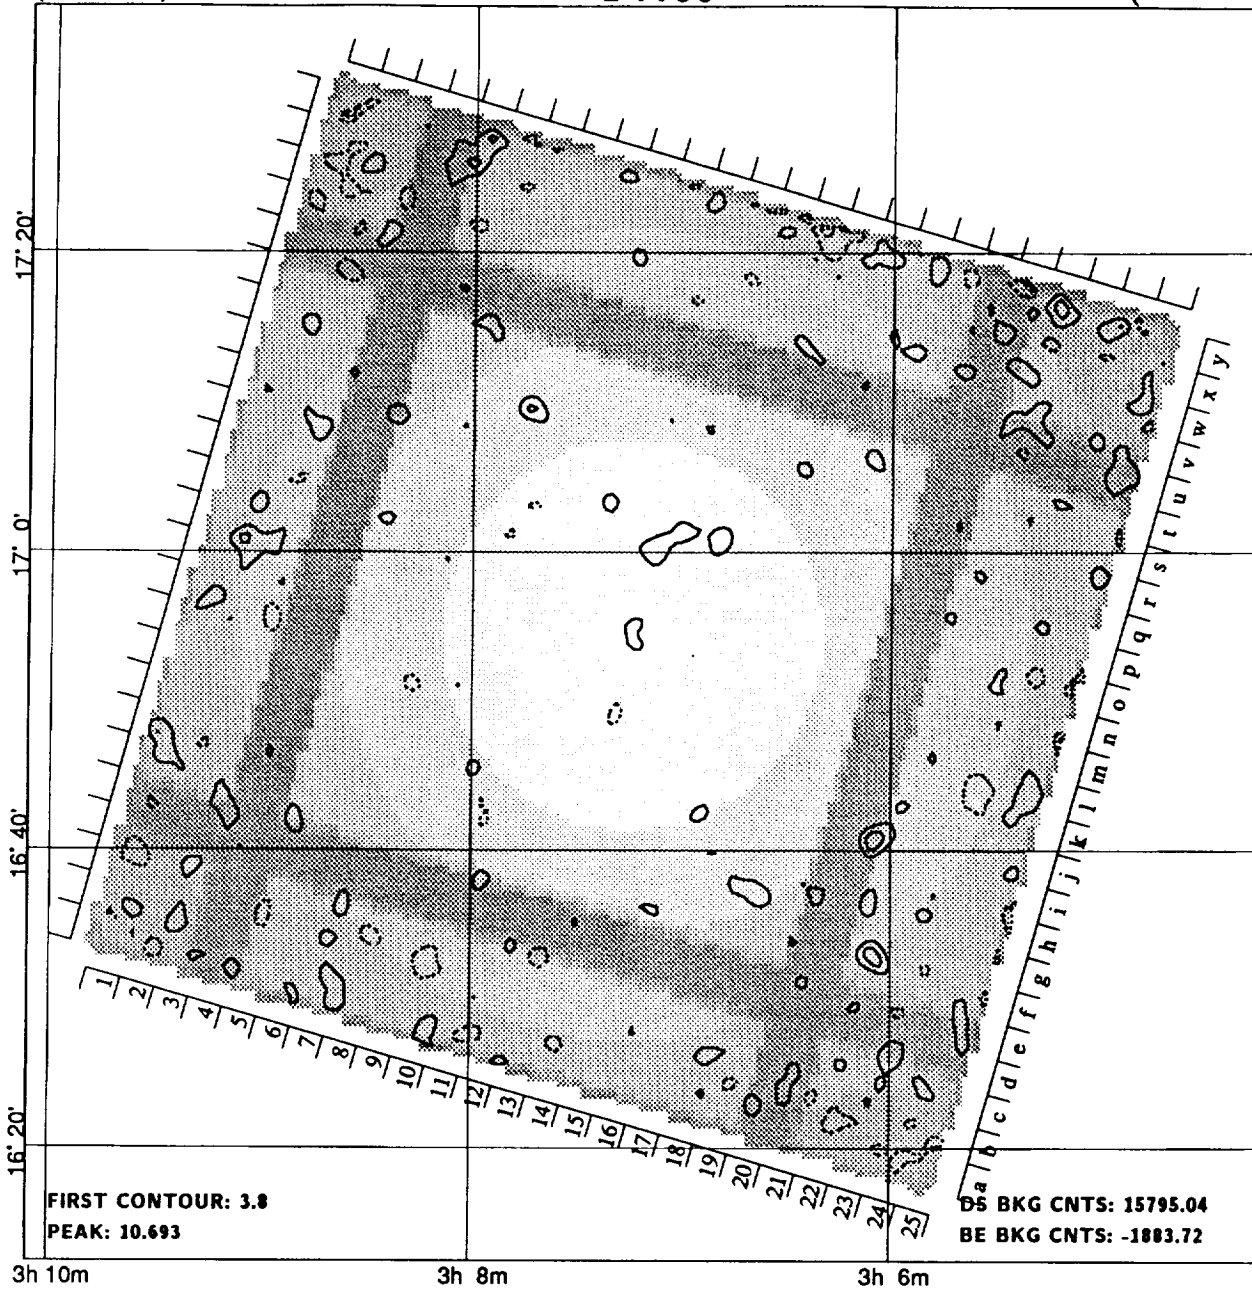 17° 20'
17° 0'
16° 40'
16° 20'
y
x
w
v
u
t
s
r
q
p
o
n
m
l
k
j
i
h
g
f
e
d
c
b
a
1
2
3
4
5
6
7
8
9
10
11
12
13
14
15
16
17
18
19
20
21
22
23
24
25
FIRST CONTOUR: 3.8
PEAK: 10.693
DS BKG CNTS: 15795.04
BE BKG CNTS: -1883.72
3h 10m
3h 8m
3h 6m